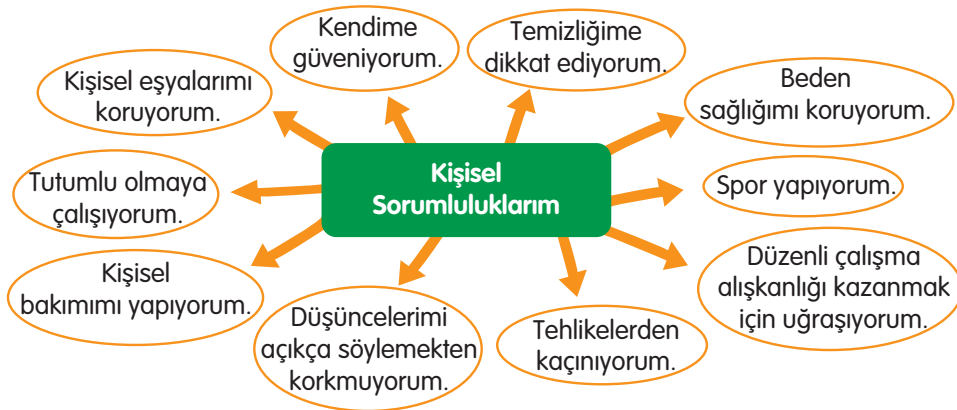 Kendime
güveniyorum.
Temizliğime
dikkat ediyorum.
Kişisel eşyalarımı
koruyorum.
Beden
sağlığımı koruyorum.
Kişisel
Sorumluluklarım
Tutumlu olmaya
çalışıyorum.
Spor yapıyorum.
Kişisel
bakımımı yapıyorum.
Düşüncelerimi
açıkça söylemekten
korkmuyorum.
Tehlikelerden
kaçınıyorum.
Düzenli çalışma
alışkanlığı kazanmak
için uğraşıyorum.